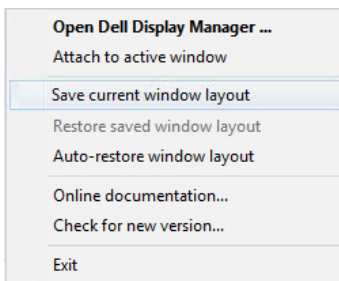 Open Dell Display Manager ...
Attach to active window
Save current window layout
Restore saved window layout
Auto-restore window layout
Online documentation...
Check for new version...
Exit